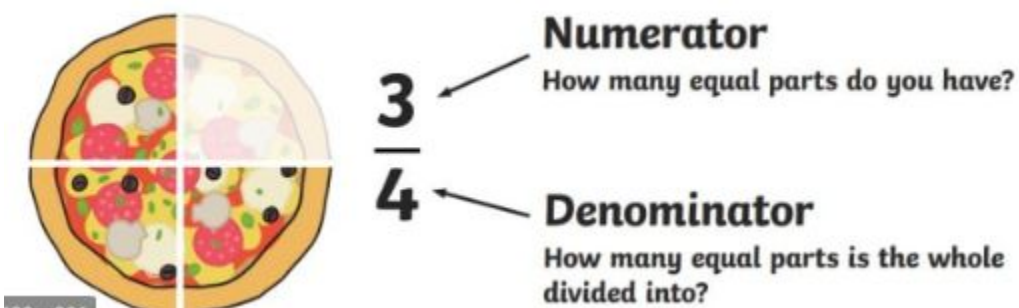 Numerator
How many equal parts do you have?
3
4
Denominator
How many equal parts is the whole
divided into?